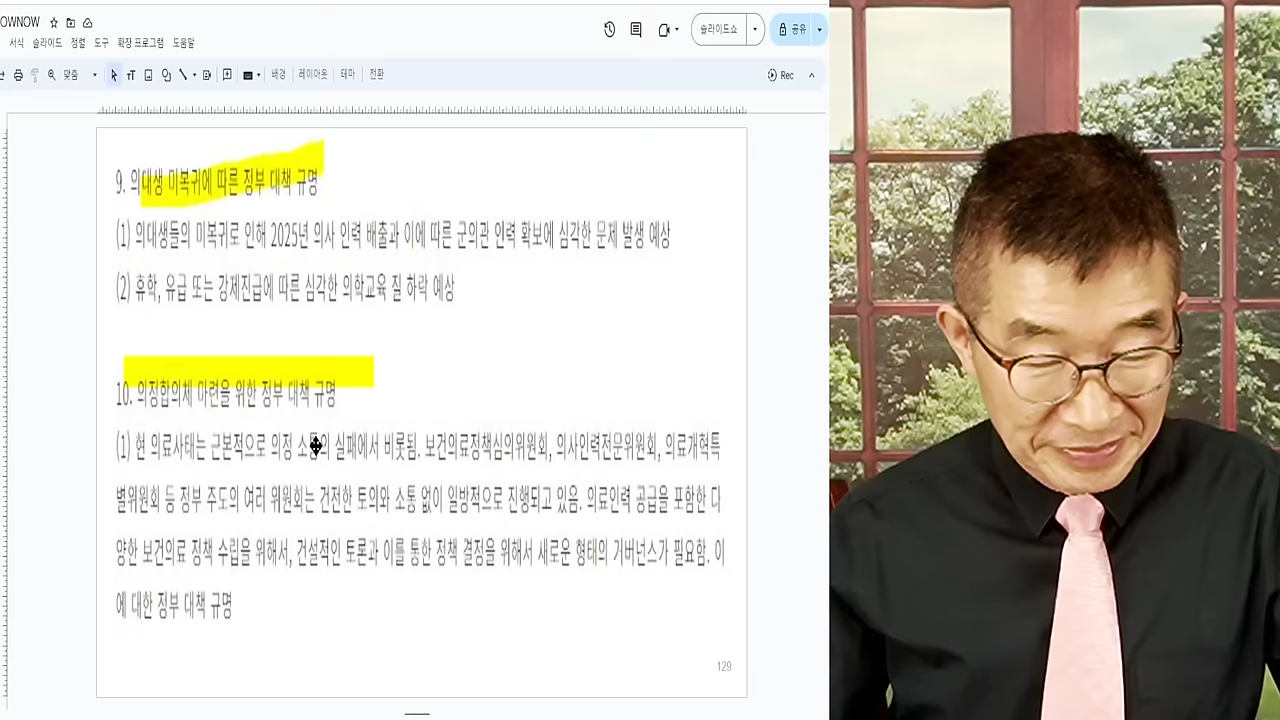 OWNOW
서식 슬라이드 정렬 도구 확장 프로그램 도움말
슬라이드쇼
공유
맞춤
배경 레이아웃 테마 전환
Rec
9. 의대생 미복귀에 따른 정부 대책 규명
(1) 의대생들의 미복귀로 인해 2025년 의사 인력 배출과 이에 따른 군의관 인력 확보에 심각한 문제 발생 예상
(2) 휴학, 유급 또는 강제진급에 따른 심각한 의학교육 질 하락 예상
10. 의정합의체 마련을 위한 정부 대책 규명
(1) 현 의료사태는 근본적으로 의정 소통의 실패에서 비롯됨. 보건의료정책심의위원회, 의사인력전문위원회, 의료개혁특
별위원회 등 정부 주도의 여러 위원회는 건전한 토의와 소통 없이 일방적으로 진행되고 있음. 의료인력 공급을 포함한 다
양한 보건의료 정책 수립을 위해서, 건설적인 토론과 이를 통한 정책 결정을 위해서 새로운 형태의 거버넌스가 필요함. 이
에 대한 정부 대책 규명
129